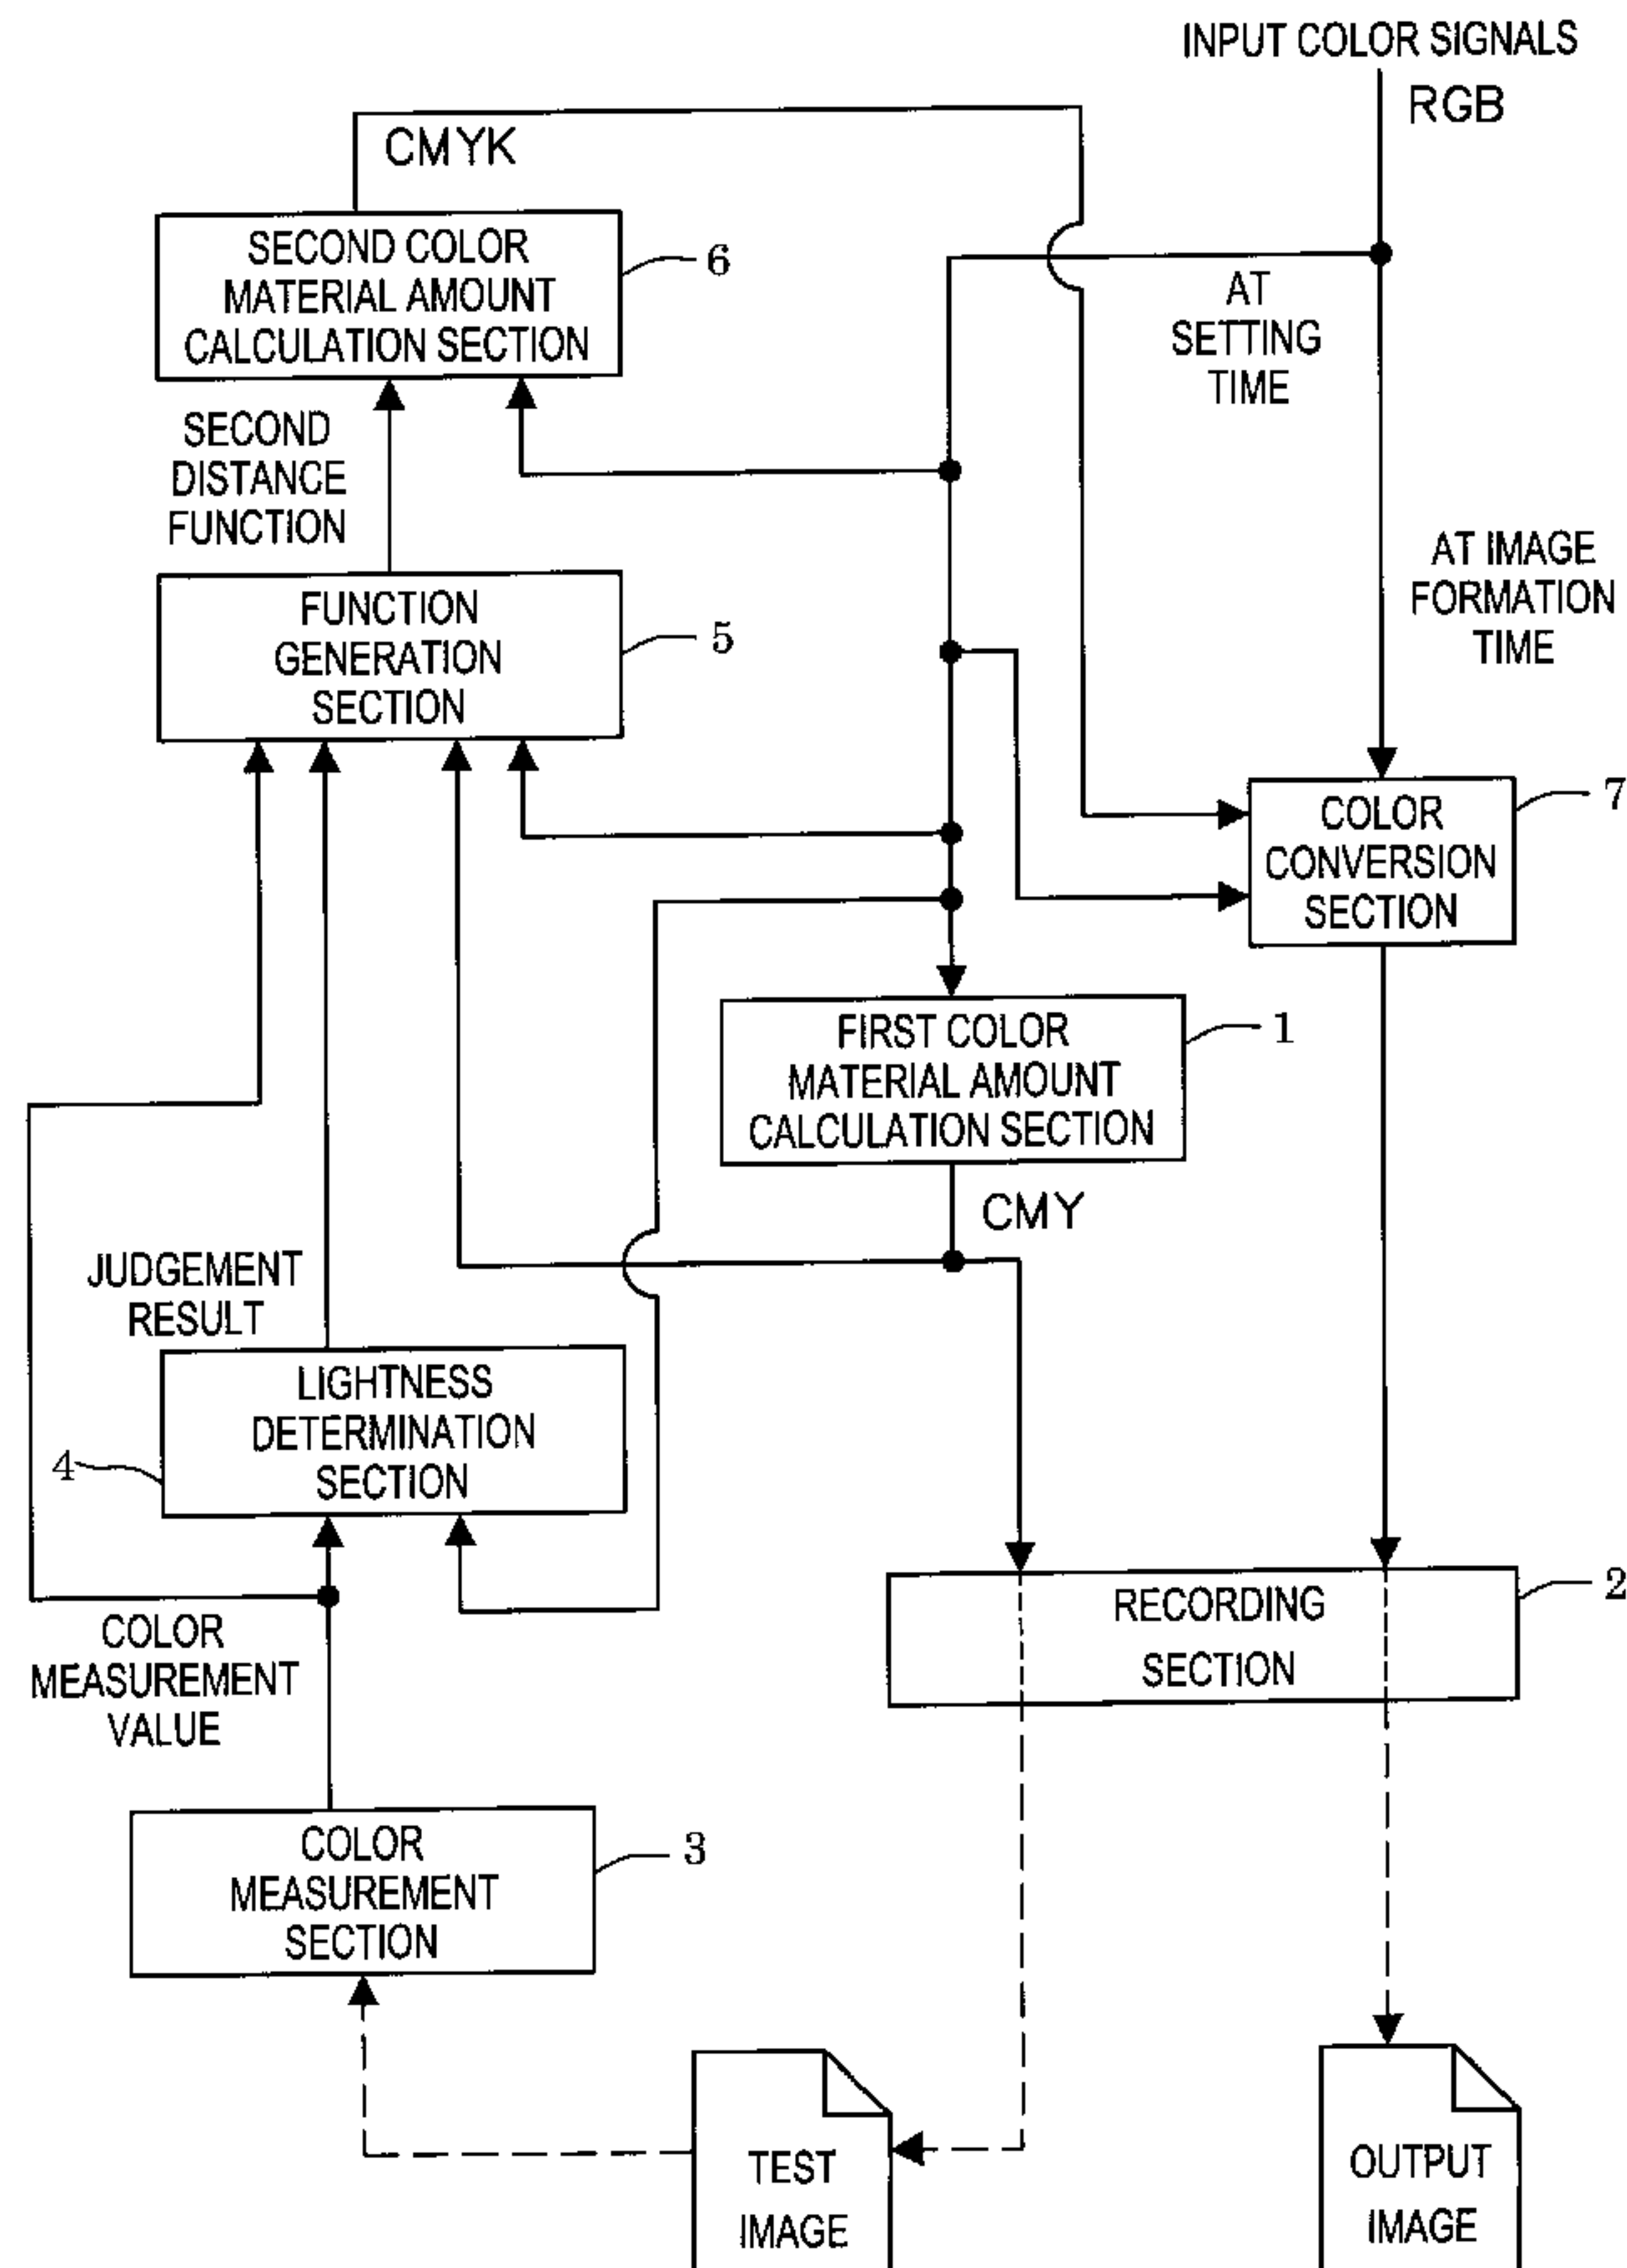 INPUT COLOR SIGNALS
RGB
CMYK
SECOND COLOR
MATERIAL AMOUNT
CALCULATION SECTION
6
AT
SETTING
TIME
SECOND
DISTANCE
FUNCTION
AT IMAGE
FORMATION
TIME
FUNCTION
GENERATION
SECTION
5
COLOR
CONVERSION
SECTION
7
FIRST COLOR
MATERIAL AMOUNT
CALCULATION SECTION
1
CMY
JUDGEMENT
RESULT
LIGHTNESS
DETERMINATION
SECTION
4
RECORDING
SECTION
2
COLOR
MEASUREMENT
VALUE
COLOR
MEASUREMENT
SECTION
3
TEST
IMAGE
OUTPUT
IMAGE